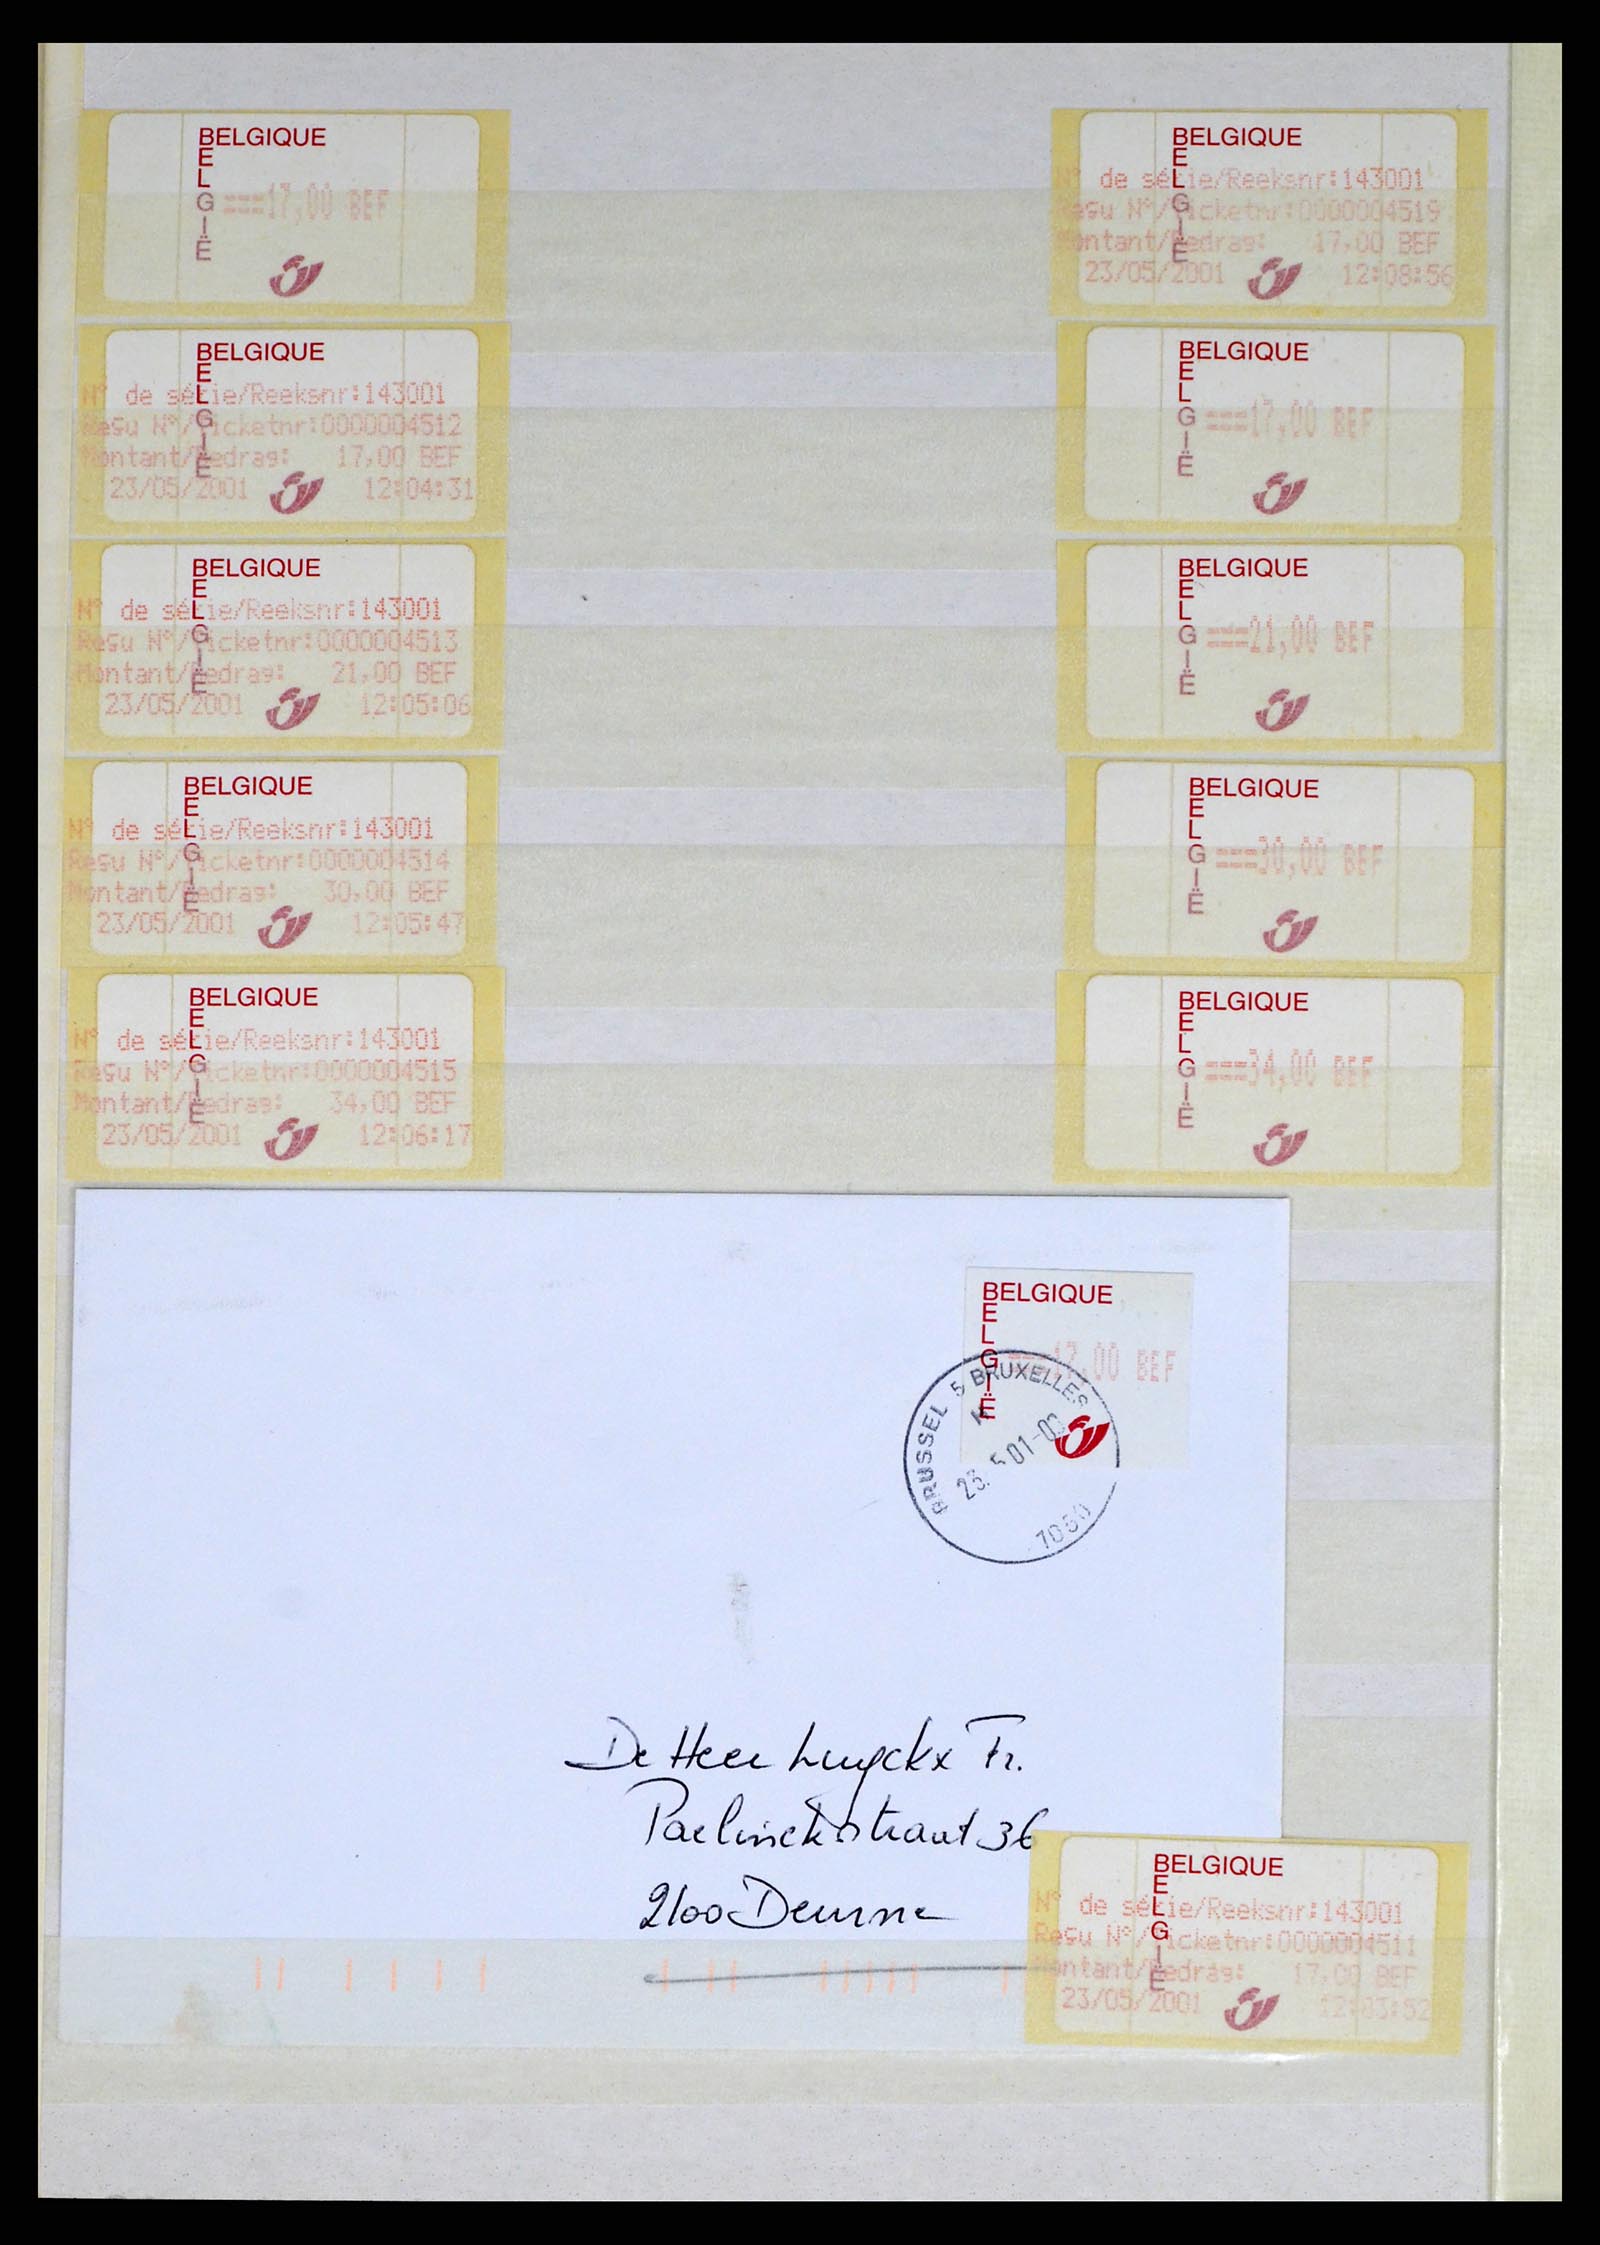 BELGIQUE
BELGIË
===17,00 BEF
BELGIQUE
BELGIË
N° de série/Reeksnr:143001
Reçu N°/Ticketnr:0000004512
Montant/Bedrag: 17,00 BEF
23/05/2001 12:04:31
BELGIQUE
BELGIË
N° de série/Reeksnr:143001
Reçu N°/Ticketnr:0000004513
Montant/Bedrag: 21,00 BEF
23/05/2001 12:05:06
BELGIQUE
BELGIË
N° de série/Reeksnr:143001
Reçu N°/Ticketnr:0000004514
Montant/Bedrag: 30,00 BEF
23/05/2001 12:05:47
BELGIQUE
BELGIË
N° de série/Reeksnr:143001
Reçu N°/Ticketnr:0000004515
Montant/Bedrag: 34,00 BEF
23/05/2001 12:06:17
BELGIQUE
BELGIË
N° de série/Reeksnr:143001
Reçu N°/Ticketnr:0000004519
Montant/Bedrag: 17,00 BEF
23/05/2001 12:08:56
BELGIQUE
BELGIË
===17,00 BEF
BELGIQUE
BELGIË
===21,00 BEF
BELGIQUE
BELGIË
===30,00 BEF
BELGIQUE
BELGIË
===34,00 BEF
BELGIQUE
BELGIË
===17,00 BEF
BRUSSEL 5 BRUXELLES
23. 5 01-
De Heer Luyckx Fr.
Paelinckstraat 36
2100 Deurne
BELGIQUE
BELGIË
N° de série/Reeksnr:143001
Reçu N°/Ticketnr:0000004511
Montant/Bedrag: 17,00 BEF
23/05/2001 12:03:52